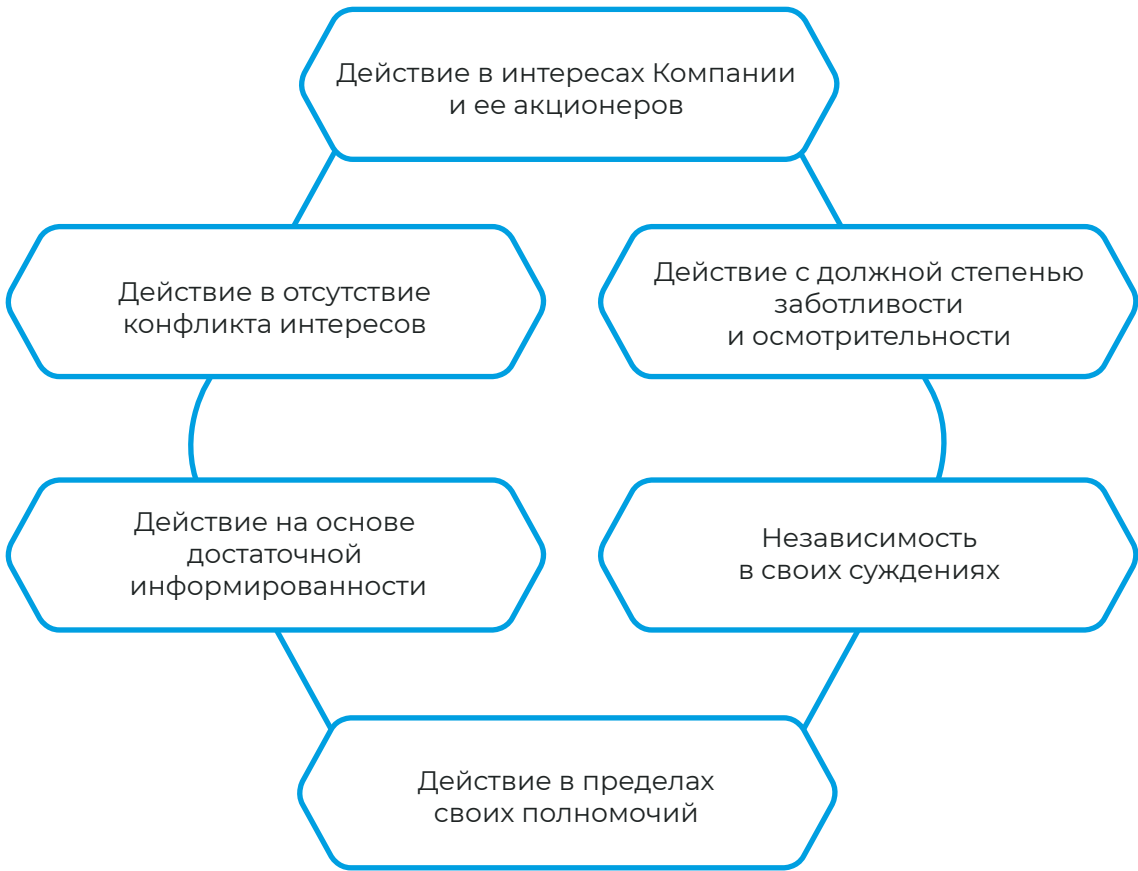 Действие в интересах Компании
и ее акционеров
Действие в отсутствие
конфликта интересов
Действие с должной степенью
заботливости
и осмотрительности
Действие на основе
достаточной
информированности
Независимость
в своих суждениях
Действие в пределах
своих полномочий